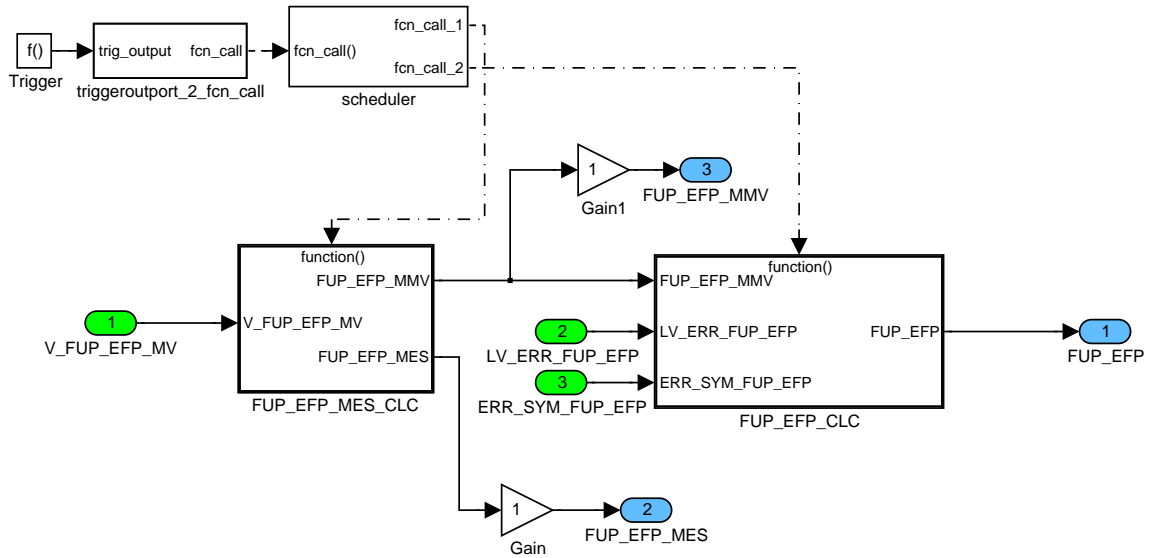 f()
Trigger
trig_output
fcn_call
triggeroutport_2_fcn_call
fcn_call()
fcn_call_1
fcn_call_2
scheduler
1
Gain1
3
FUP_EFP_MMV
1
V_FUP_EFP_MV
function()
FUP_EFP_MMV
V_FUP_EFP_MV
FUP_EFP_MES
FUP_EFP_MES_CLC
2
LV_ERR_FUP_EFP
3
ERR_SYM_FUP_EFP
function()
FUP_EFP_MMV
LV_ERR_FUP_EFP
FUP_EFP
ERR_SYM_FUP_EFP
FUP_EFP_CLC
1
FUP_EFP
1
Gain
2
FUP_EFP_MES